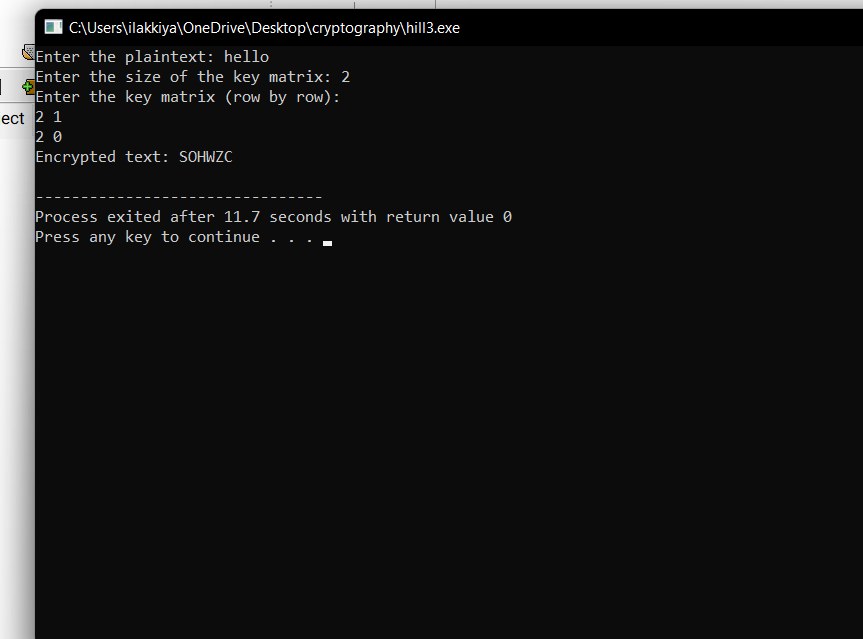 C:\Users\ilakkiya\OneDrive\Desktop\cryptography\hill3.exe
Enter the plaintext: hello
Enter the size of the key matrix: 2
Enter the key matrix (row by row):
ect
2 1
2 0
Encrypted text: SOHWZC
--------------------------------
Process exited after 11.7 seconds with return value 0
Press any key to continue . . .